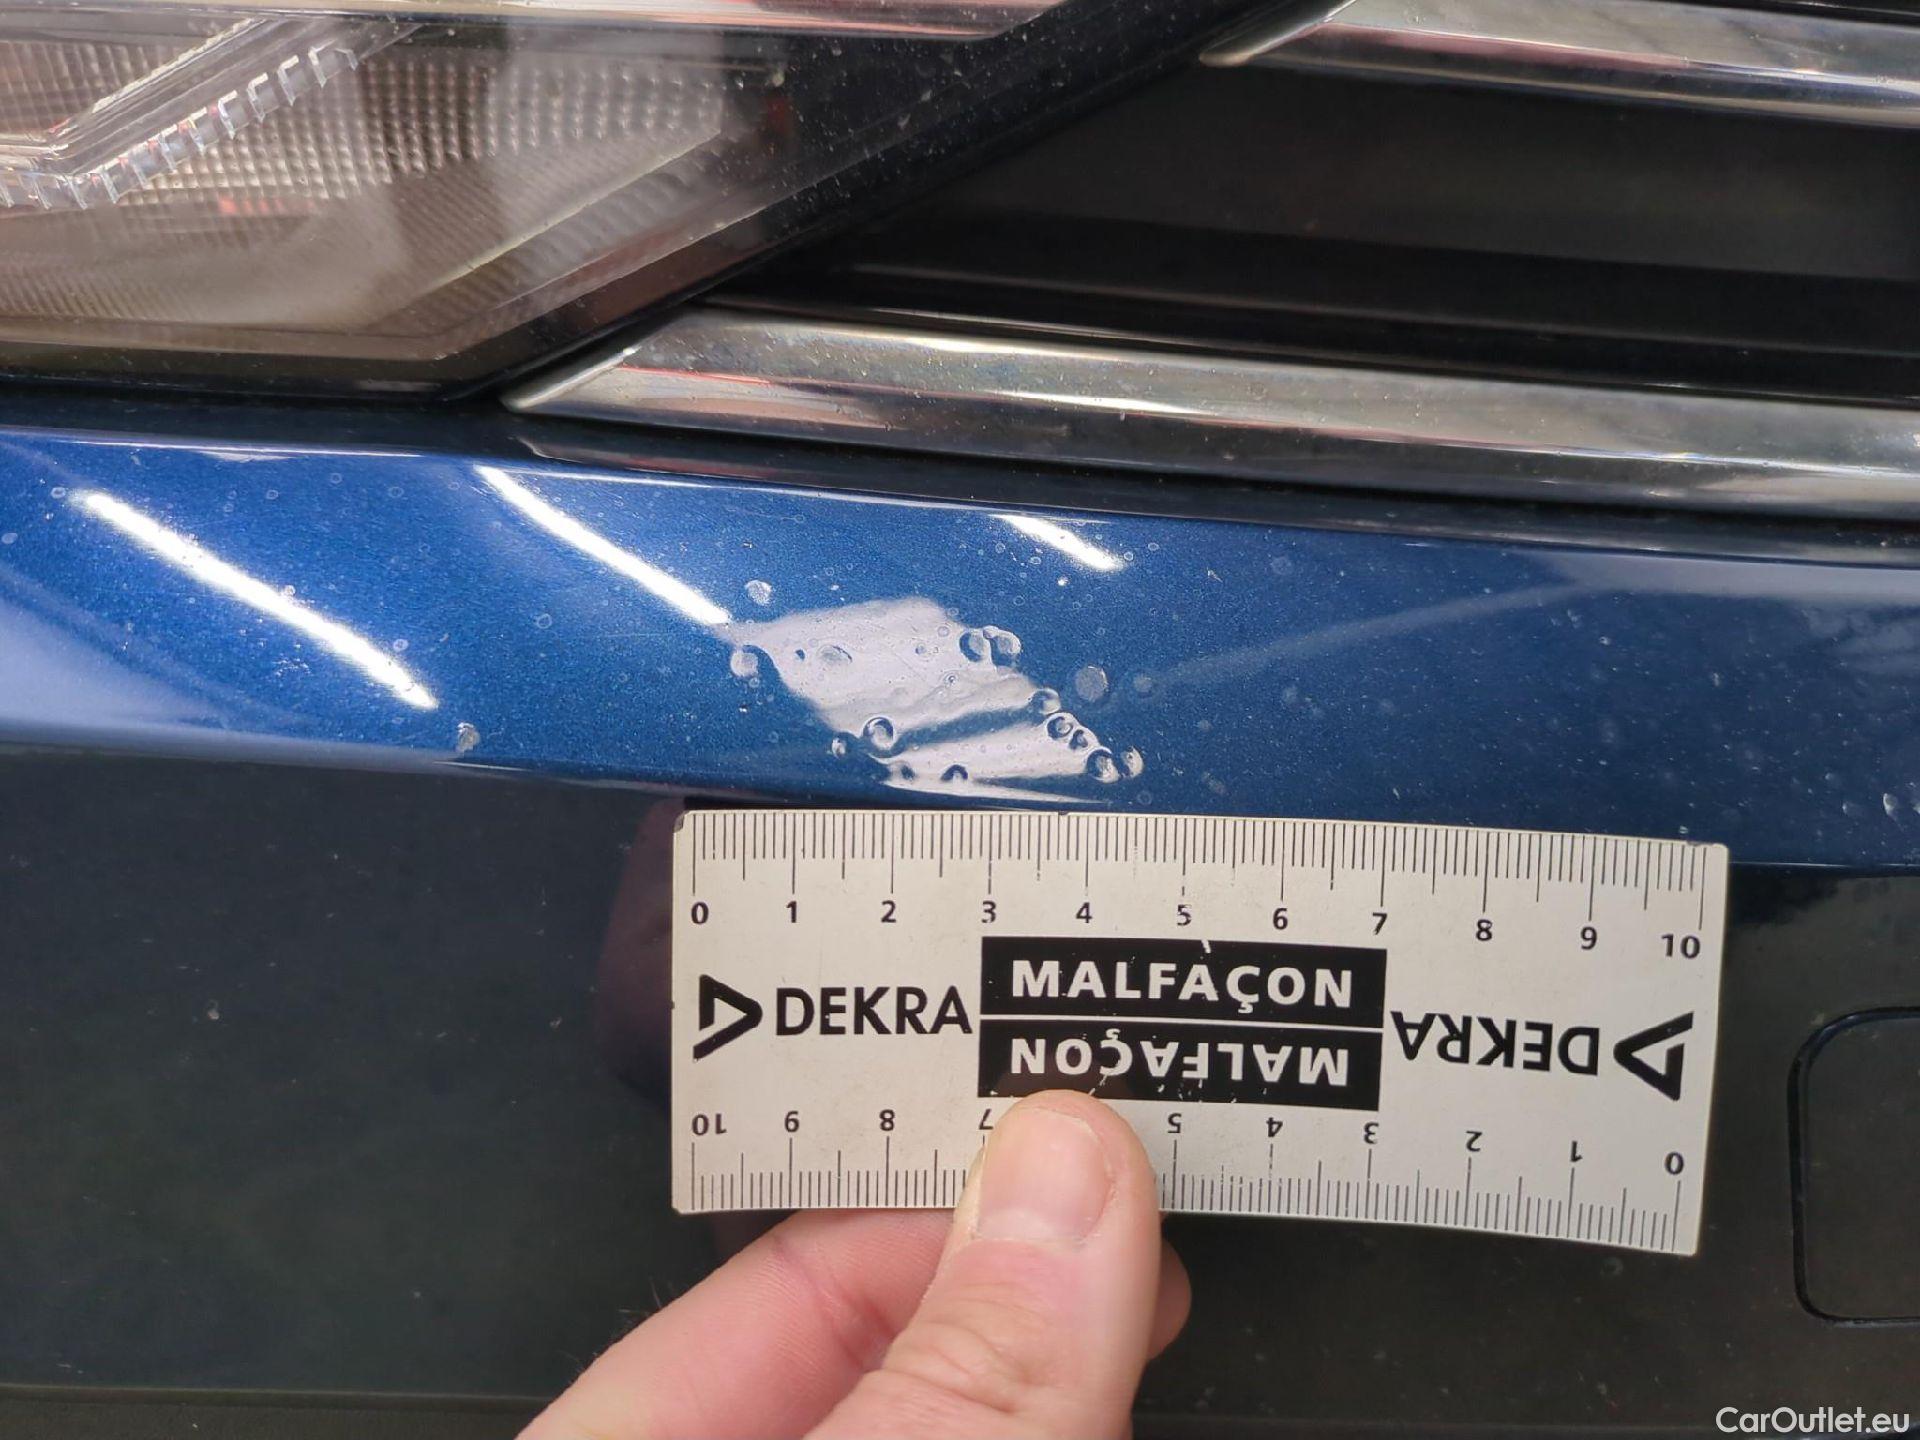 0 1 2 3 4 5 6 7 8 9 10
DEKRA MALFAÇON DEKRA
MALFAÇON
10 9 8 7 5 4 3 2 1 0
CarOutlet.eu